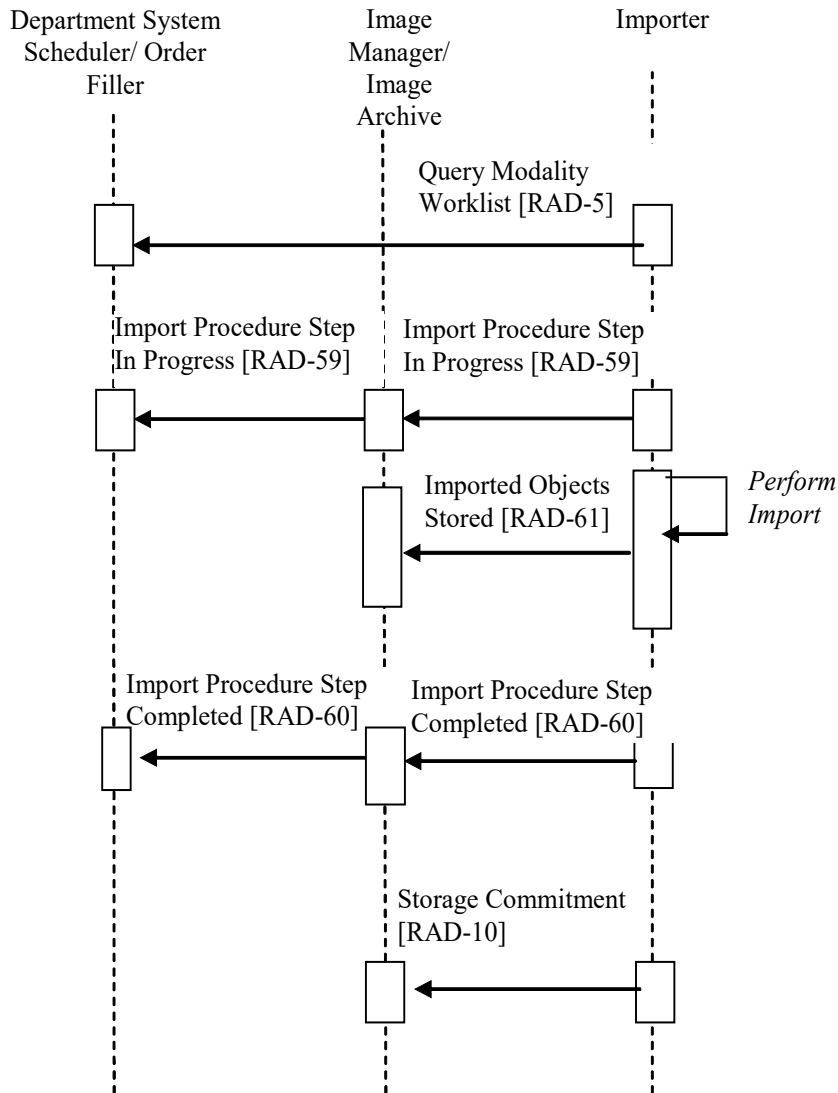 Department System
Scheduler/ Order
Filler
Image
Manager/
Image
Archive
Importer
Query Modality
Worklist [RAD-5]
Import Procedure Step
In Progress [RAD-59]
Import Procedure Step
In Progress [RAD-59]
Imported Objects
Stored [RAD-61]
Perform
Import
Import Procedure Step
Completed [RAD-60]
Import Procedure Step
Completed [RAD-60]
Storage Commitment
[RAD-10]